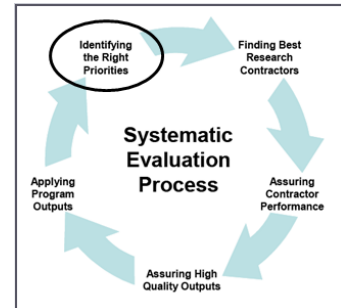 Identifying
the Right
Priorities
Finding Best
Research
Contractors
Systematic
Evaluation
Process
Applying
Program
Outputs
Assuring
Contractor
Performance
Assuring High
Quality Outputs